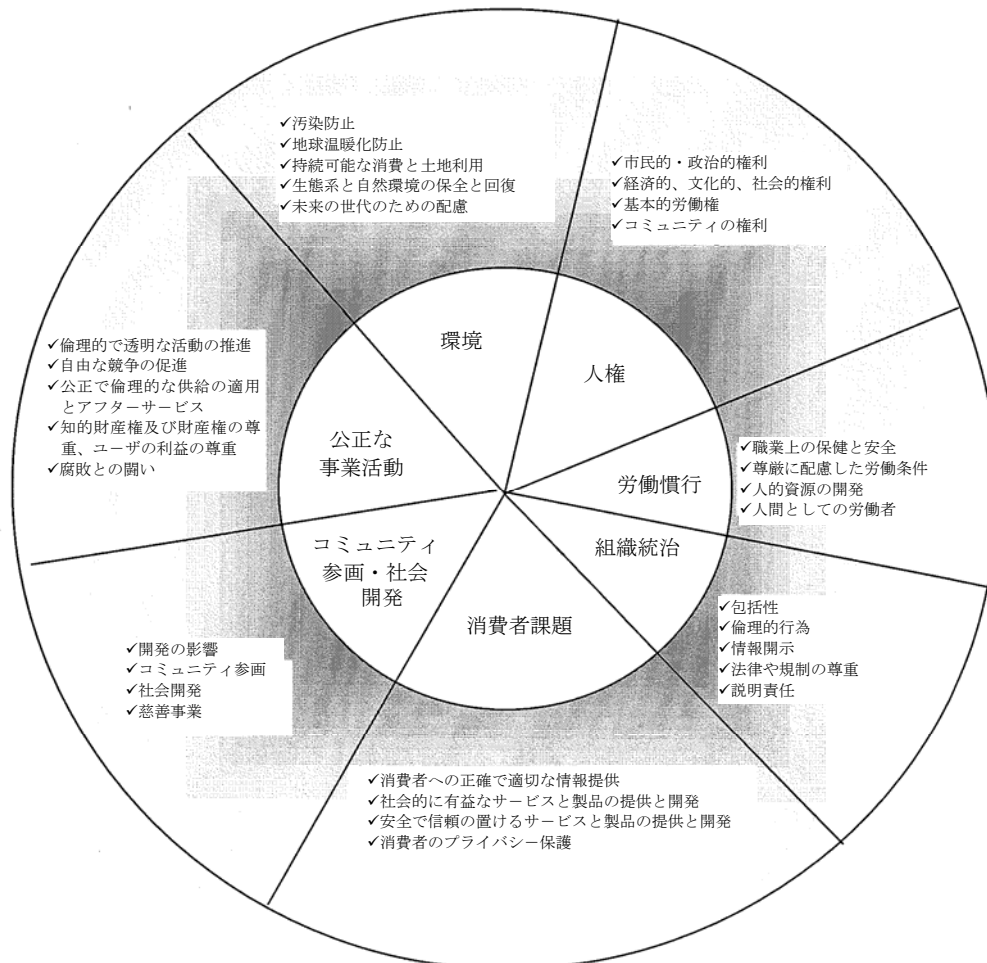 ✓汚染防止
✓地球温暖化防止
✓持続可能な消費と土地利用
✓生態系と自然環境の保全と回復
✓未来の世代のための配慮
✓市民的・政治的権利
✓経済的、文化的、社会的権利
✓基本的労働権
✓コミュニティの権利
環境
人権
✓倫理的で透明な活動の推進
✓自由な競争の促進
✓公正で倫理的な供給の適用
とアフターサービス
✓知的財産権及び財産権の尊
重、ユーザの利益の尊重
✓腐敗との闘い
公正な
事業活動
労働慣行
✓職業上の保健と安全
✓尊厳に配慮した労働条件
✓人的資源の開発
✓人間としての労働者
コミュニティ
参画・社会
開発
組織統治
消費者課題
✓包括性
✓倫理的行為
✓情報開示
✓法律や規制の尊重
✓説明責任
✓開発の影響
✓コミュニティ参画
✓社会開発
✓慈善事業
✓消費者への正確で適切な情報提供
✓社会的に有益なサービスと製品の提供と開発
✓安全で信頼の置けるサービスと製品の提供と開発
✓消費者のプライバシー保護